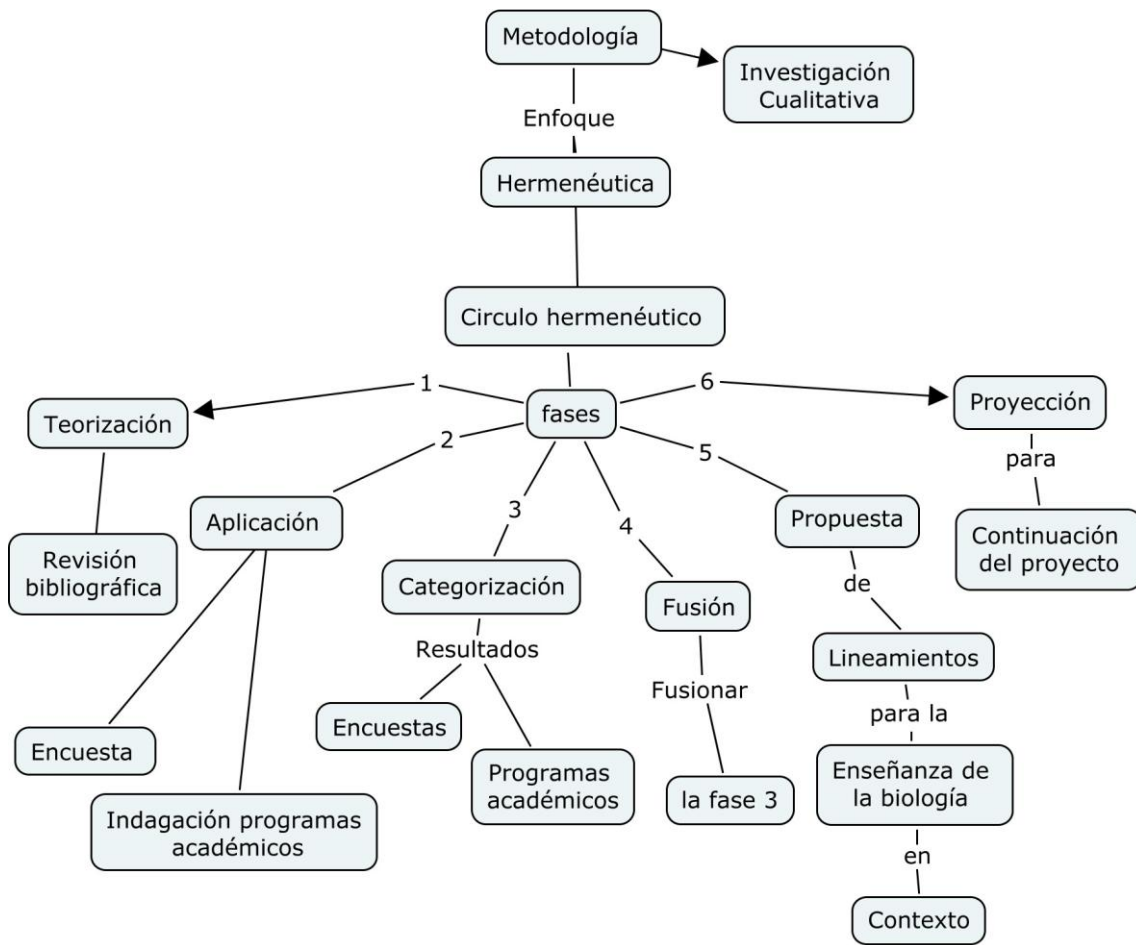 Metodología
Investigación
Cualitativa
Enfoque
Hermenéutica
Circulo hermenéutico
fases
1
6
2
5
3
4
Teorización
Proyección
para
Revisión
bibliográfica
Aplicación
Propuesta
Continuación
del proyecto
Categorización
Fusión
de
Resultados
Lineamientos
Fusionar
para la
Encuesta
Encuestas
Programas
académicos
Enseñanza de
la biología
Indagación programas
académicos
la fase 3
en
Contexto